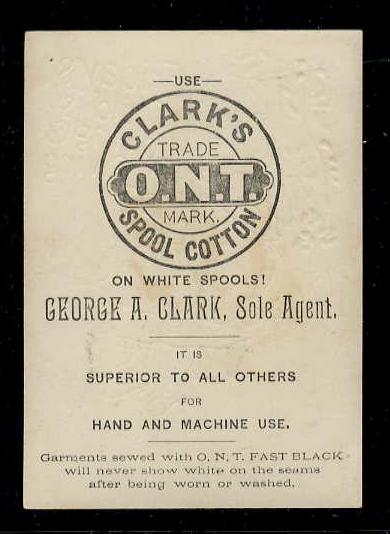 —USE—
CLARK'S
TRADE
O.N.T.
MARK.
SPOOL COTTON
ON WHITE SPOOLS!
GEORGE A. CLARK, Sole Agent.
IT IS
SUPERIOR TO ALL OTHERS
FOR
HAND AND MACHINE USE.
Garments sewed with O. N. T. FAST BLACK
will never show white on the seams
after being worn or washed.